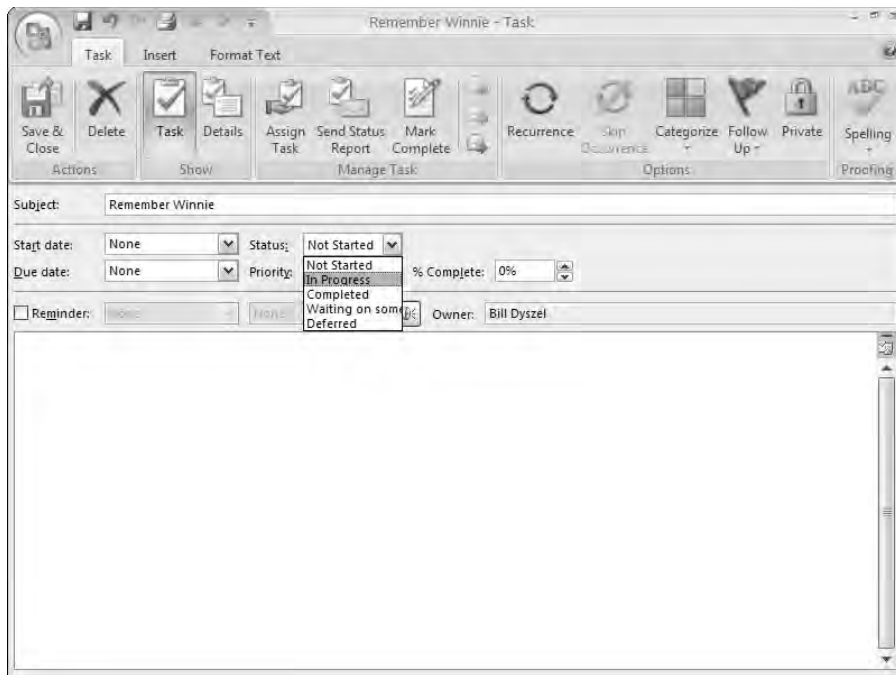 Remember Winnie - Task
Task Insert Format Text
Save & Close Delete Task Details Assign Task Send Status Report Mark Complete Recurrence Skip Occurrence Categorize Follow Up Private ABC Spelling
Actions Show Manage Task Options Proofing
Subject: Remember Winnie
Start date: None Status: Not Started
Due date: None Priority: % Complete: 0%
Not Started
In Progress
Completed
Waiting on some
Deferred
Reminder: None None Owner: Bill Dyszel